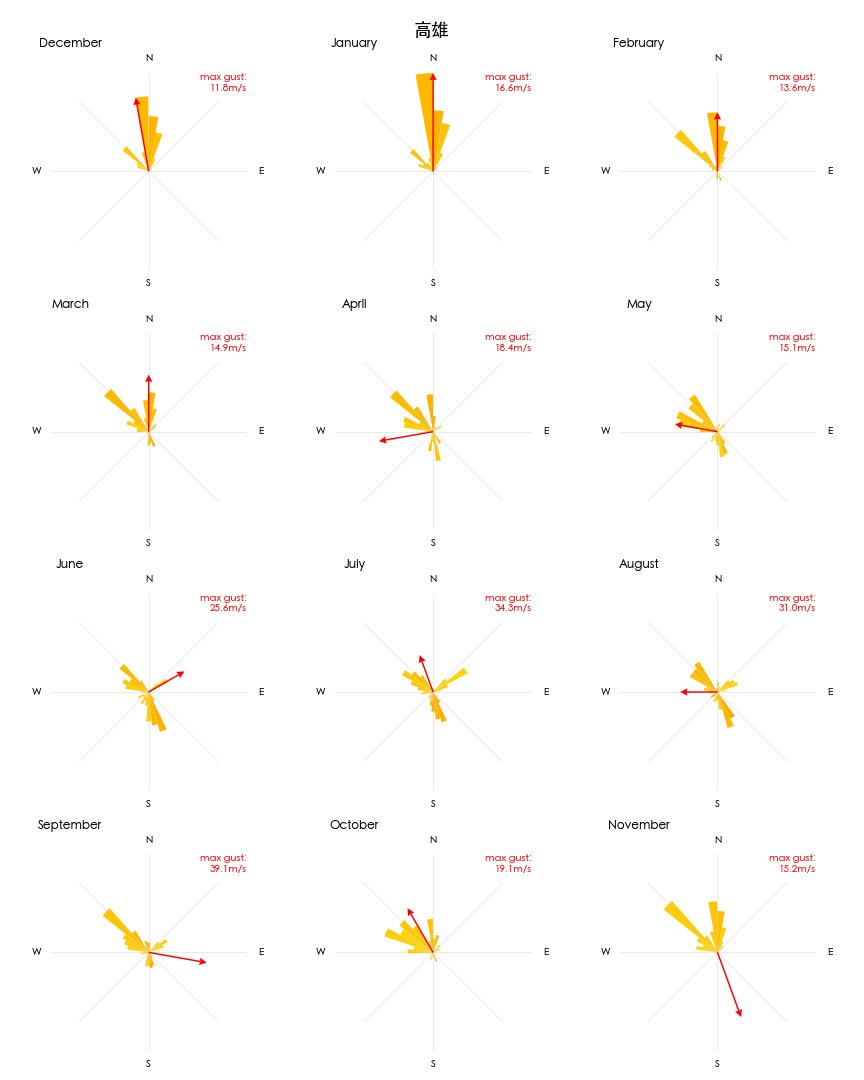 高雄
December
N
max gust:
11.8m/s
W
E
S
January
N
max gust:
16.6m/s
W
E
S
February
N
max gust:
13.6m/s
W
E
S
March
N
max gust:
14.9m/s
W
E
S
April
N
max gust:
18.4m/s
W
E
S
May
N
max gust:
15.1m/s
W
E
S
June
N
max gust:
25.6m/s
W
E
S
July
N
max gust:
34.3m/s
W
E
S
August
N
max gust:
31.0m/s
W
E
S
September
N
max gust:
39.1m/s
W
E
S
October
N
max gust:
19.1m/s
W
E
S
November
N
max gust:
15.2m/s
W
E
S